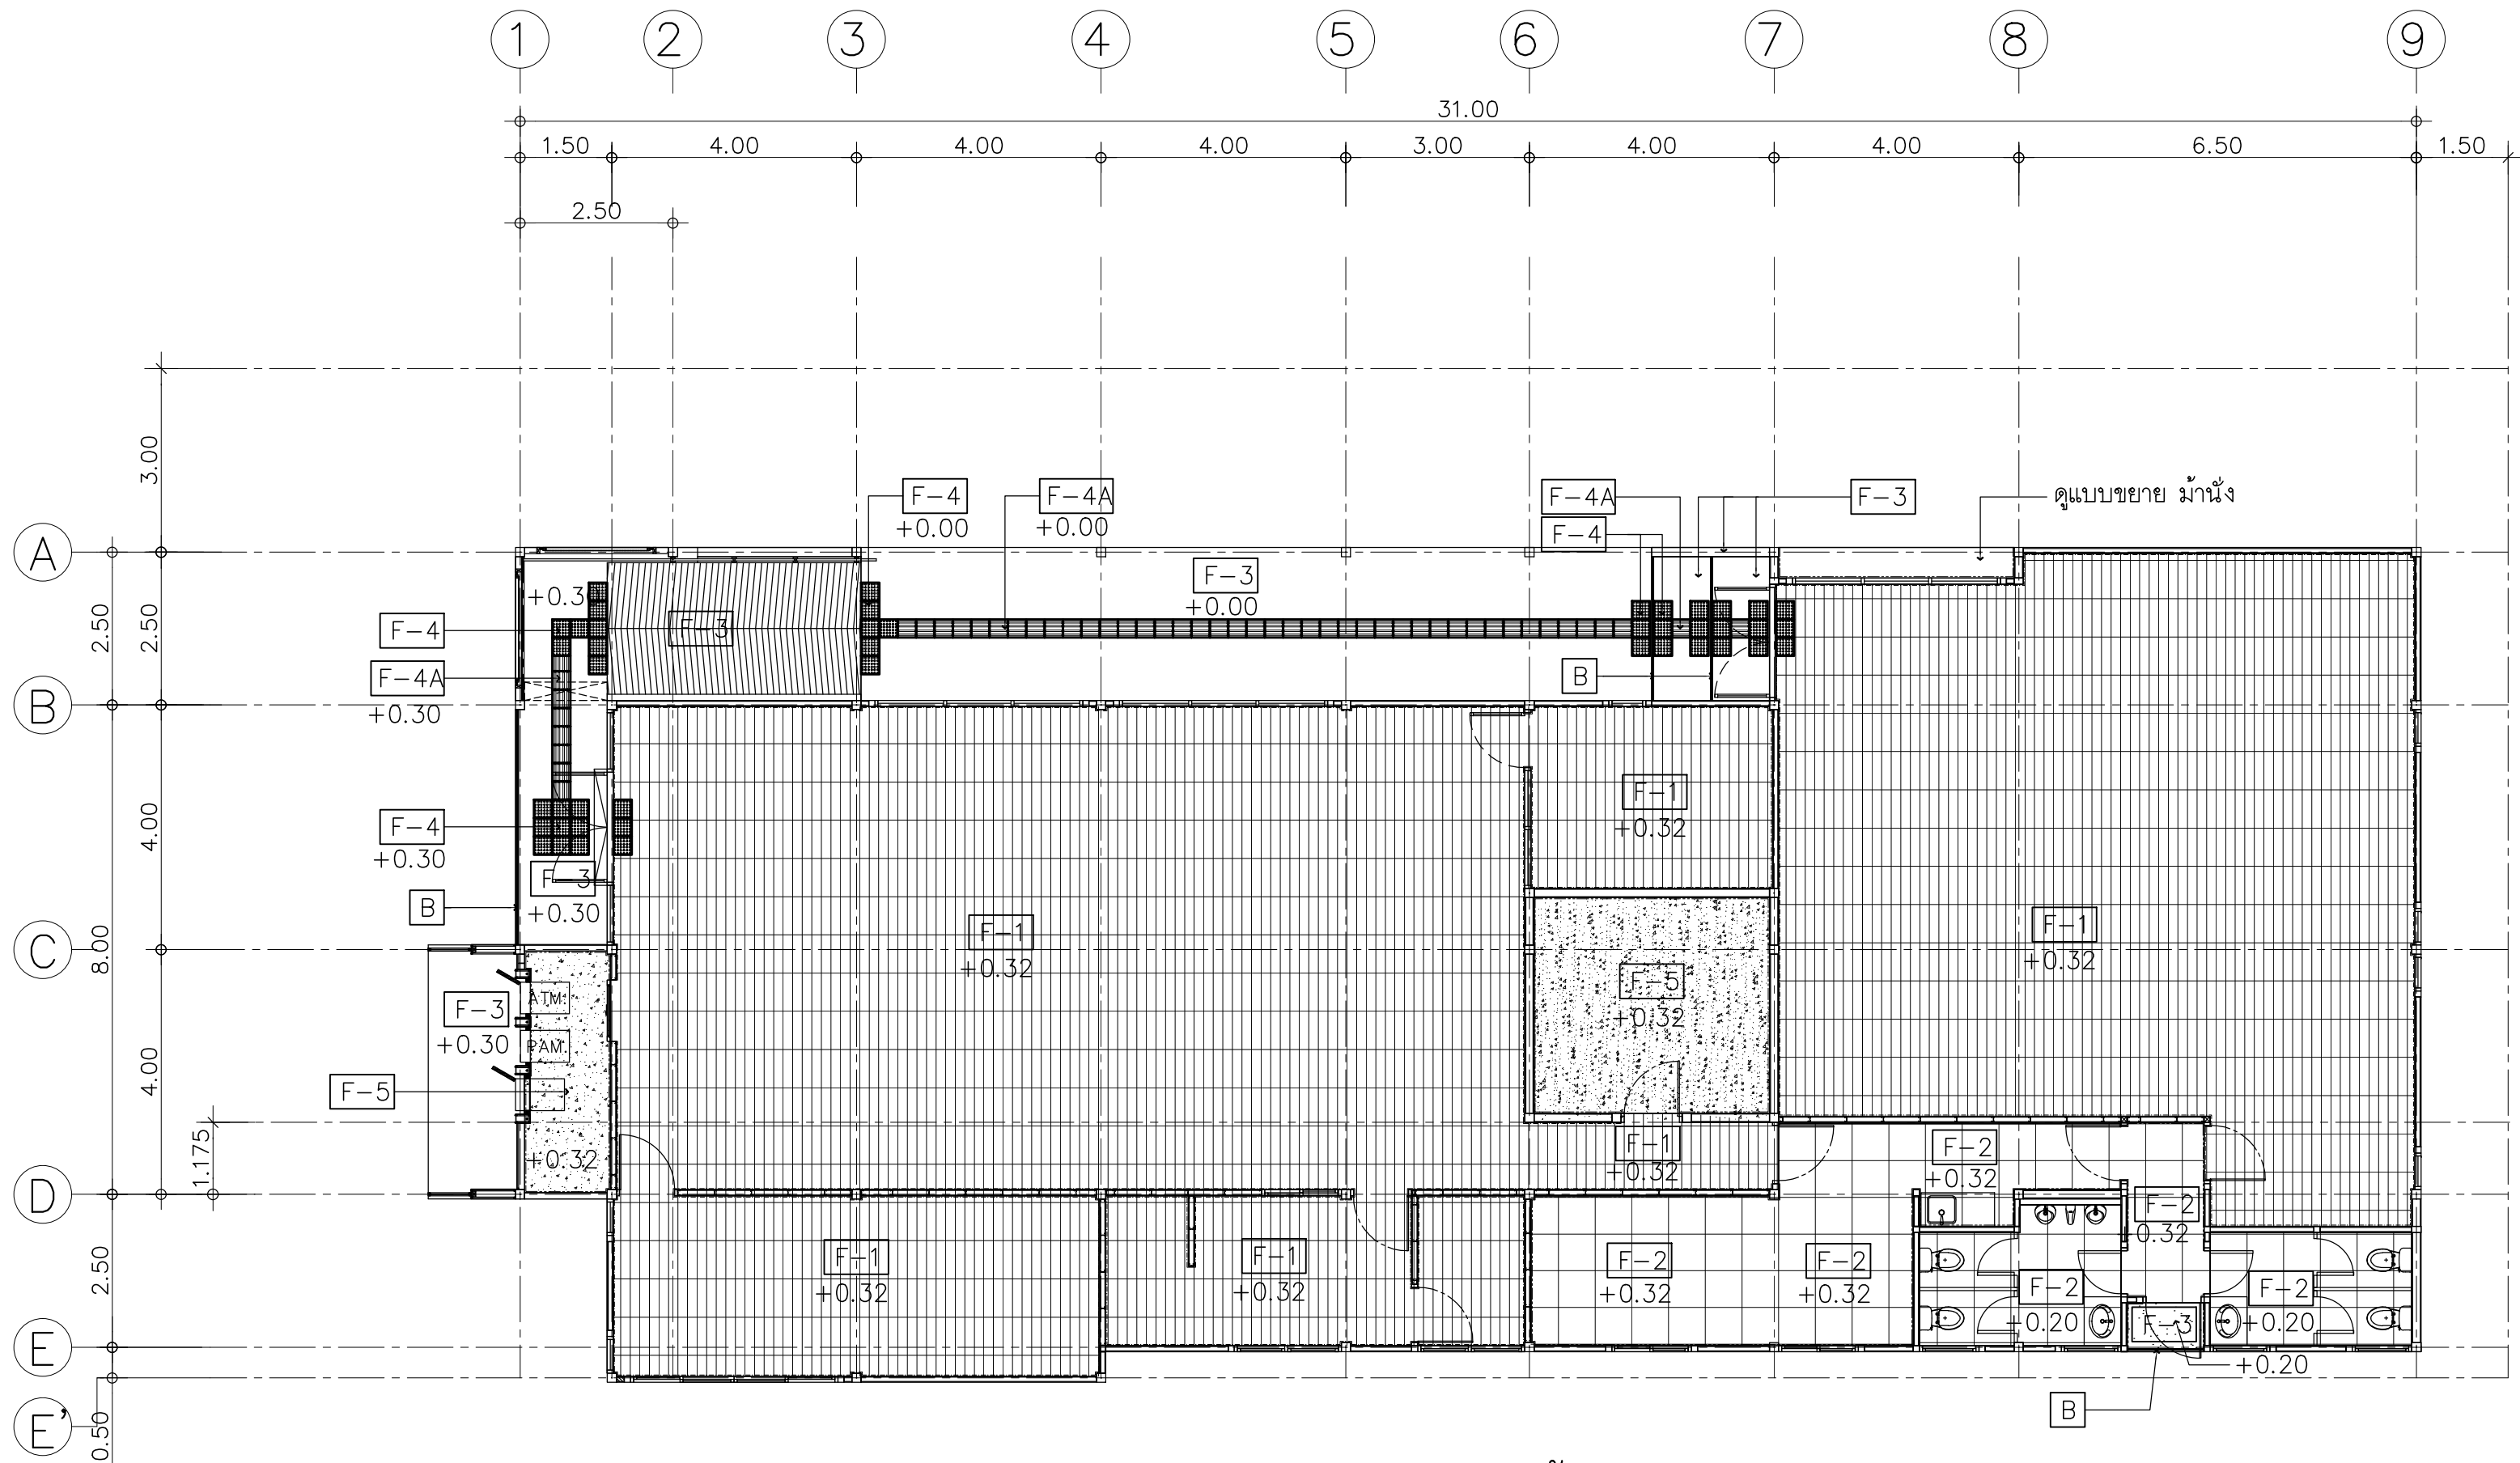 1 2 3 4 5 6 7 8 9
31.00
1.50 4.00 4.00 4.00 3.00 4.00 4.00 6.50 1.50
2.50
3.00
F-4 F-4A F-4A F-3 ดูแบบขยาย ม้านั่ง
+0.00 +0.00 F-4
A
F-3
+0.00
+0.30
F-4 F-3
2.50 2.50
F-4A B
+0.30
B
F-1
+0.32
4.00
F-4
+0.30
F-3
+0.30
B
F-1 F-1
+0.32 +0.32
C 8.00
F-5
+0.32
ATM.
F-3
+0.30 PAM.
4.00
F-5
1.175
F-1 F-2
+0.32 +0.32 +0.32
D
F-2
+0.32
2.50
F-1 F-1 F-2 F-2 F-2 F-2
+0.32 +0.32 +0.32 +0.32 +0.20 +0.20
F-3
E
+0.20
B
E' 0.50